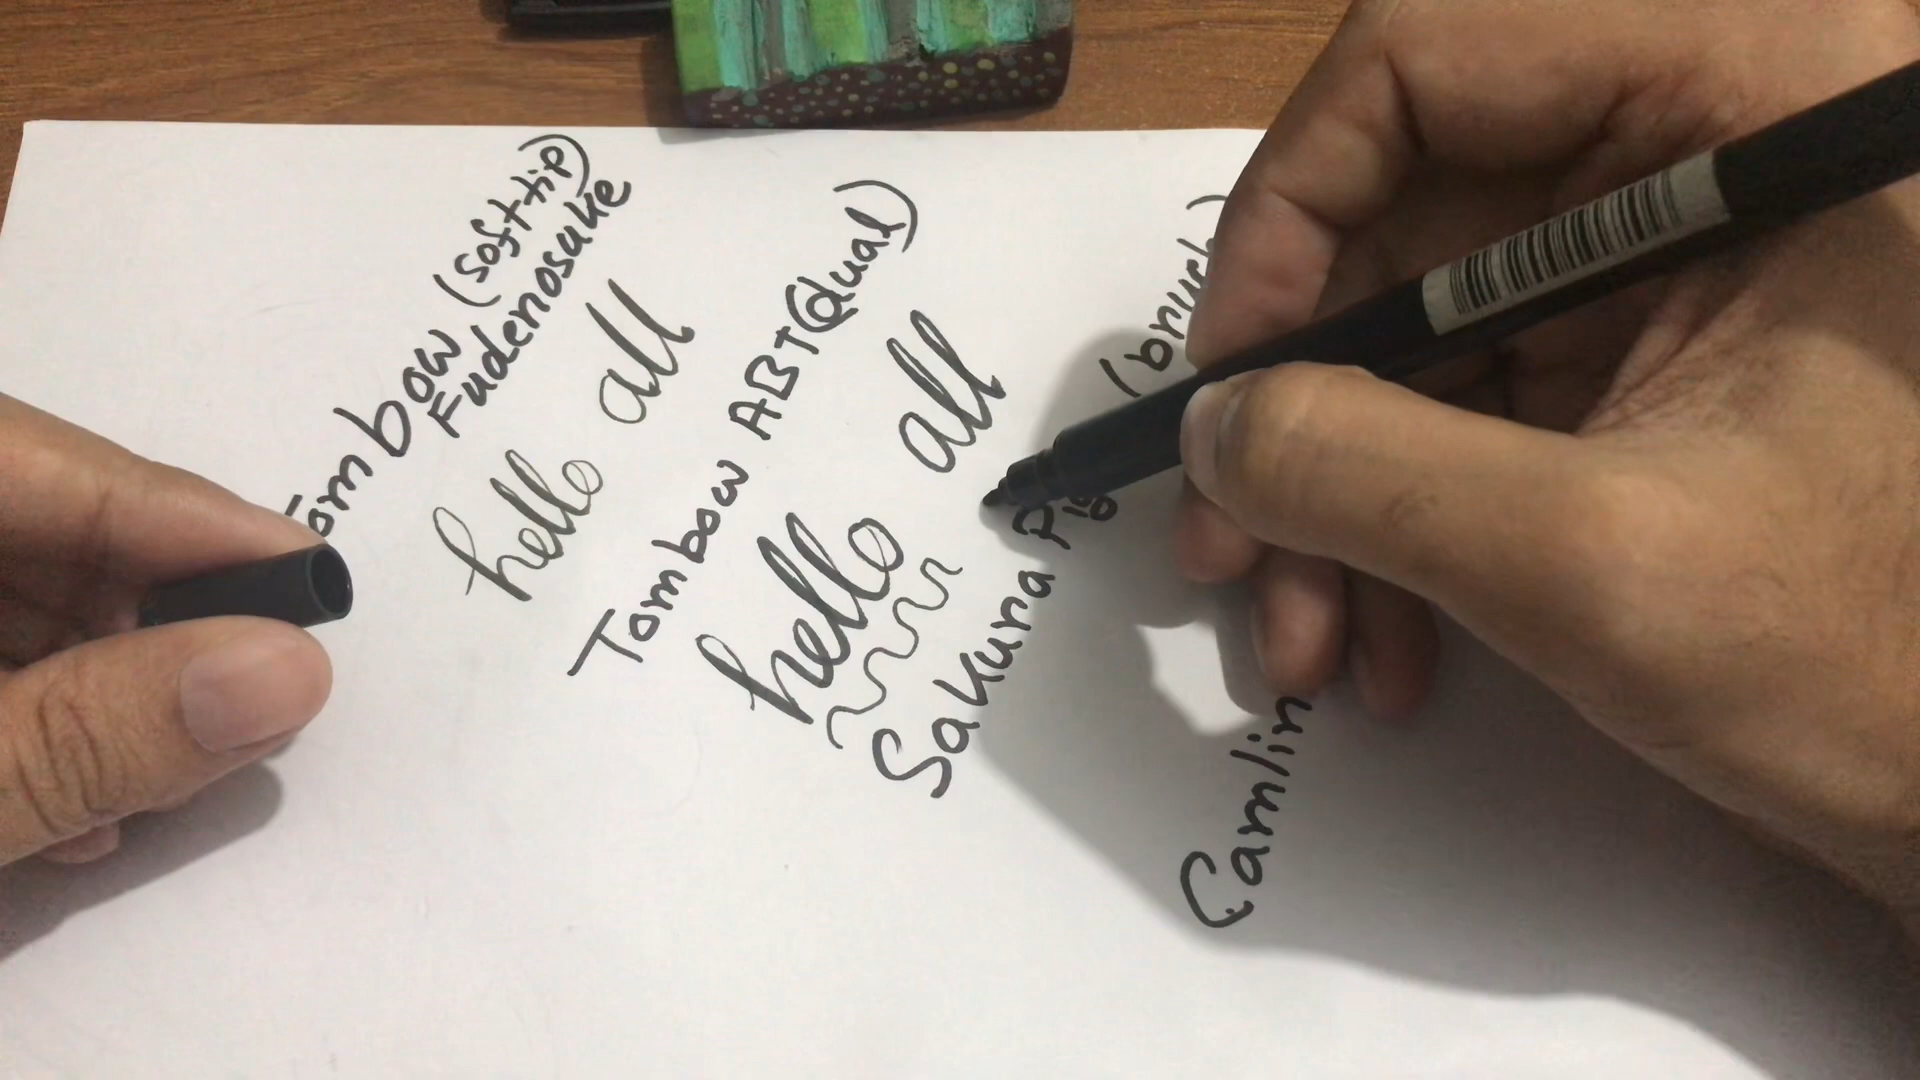 Tombow (soft tip)
Fudenosuke
hello all
Tombow ABT (dual)
hello all
Sakura
Camlin